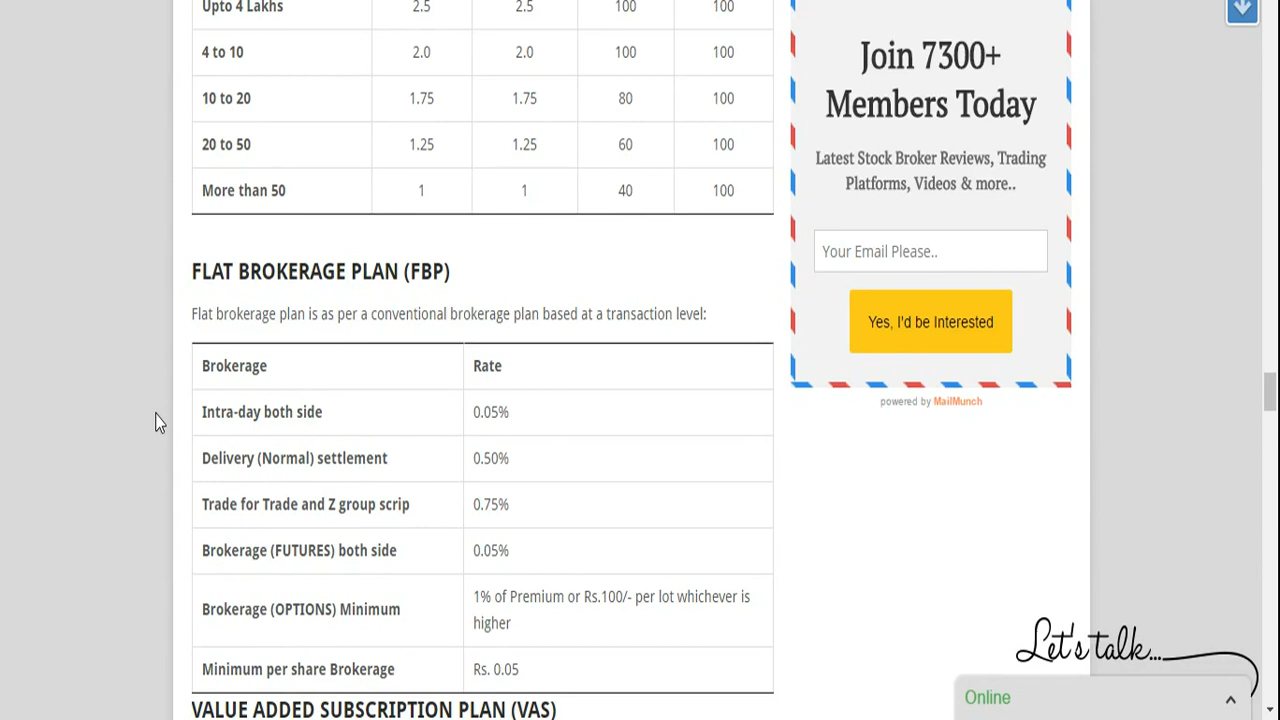 Upto 4 Lakhs 2.5 2.5 100 100
4 to 10 2.0 2.0 100 100
10 to 20 1.75 1.75 80 100
20 to 50 1.25 1.25 60 100
More than 50 1 1 40 100
FLAT BROKERAGE PLAN (FBP)
Flat brokerage plan is as per a conventional brokerage plan based at a transaction level:
Brokerage Rate
Intra-day both side 0.05%
Delivery (Normal) settlement 0.50%
Trade for Trade and Z group scrip 0.75%
Brokerage (FUTURES) both side 0.05%
Brokerage (OPTIONS) Minimum 1% of Premium or Rs.100/- per lot whichever is
higher
Minimum per share Brokerage Rs. 0.05
VALUE ADDED SUBSCRIPTION PLAN (VAS)
Join 7300+
Members Today
Latest Stock Broker Reviews, Trading
Platforms, Videos & more..
Your Email Please..
Yes, I'd be Interested
powered by MailMunch
Let's talk...
Online